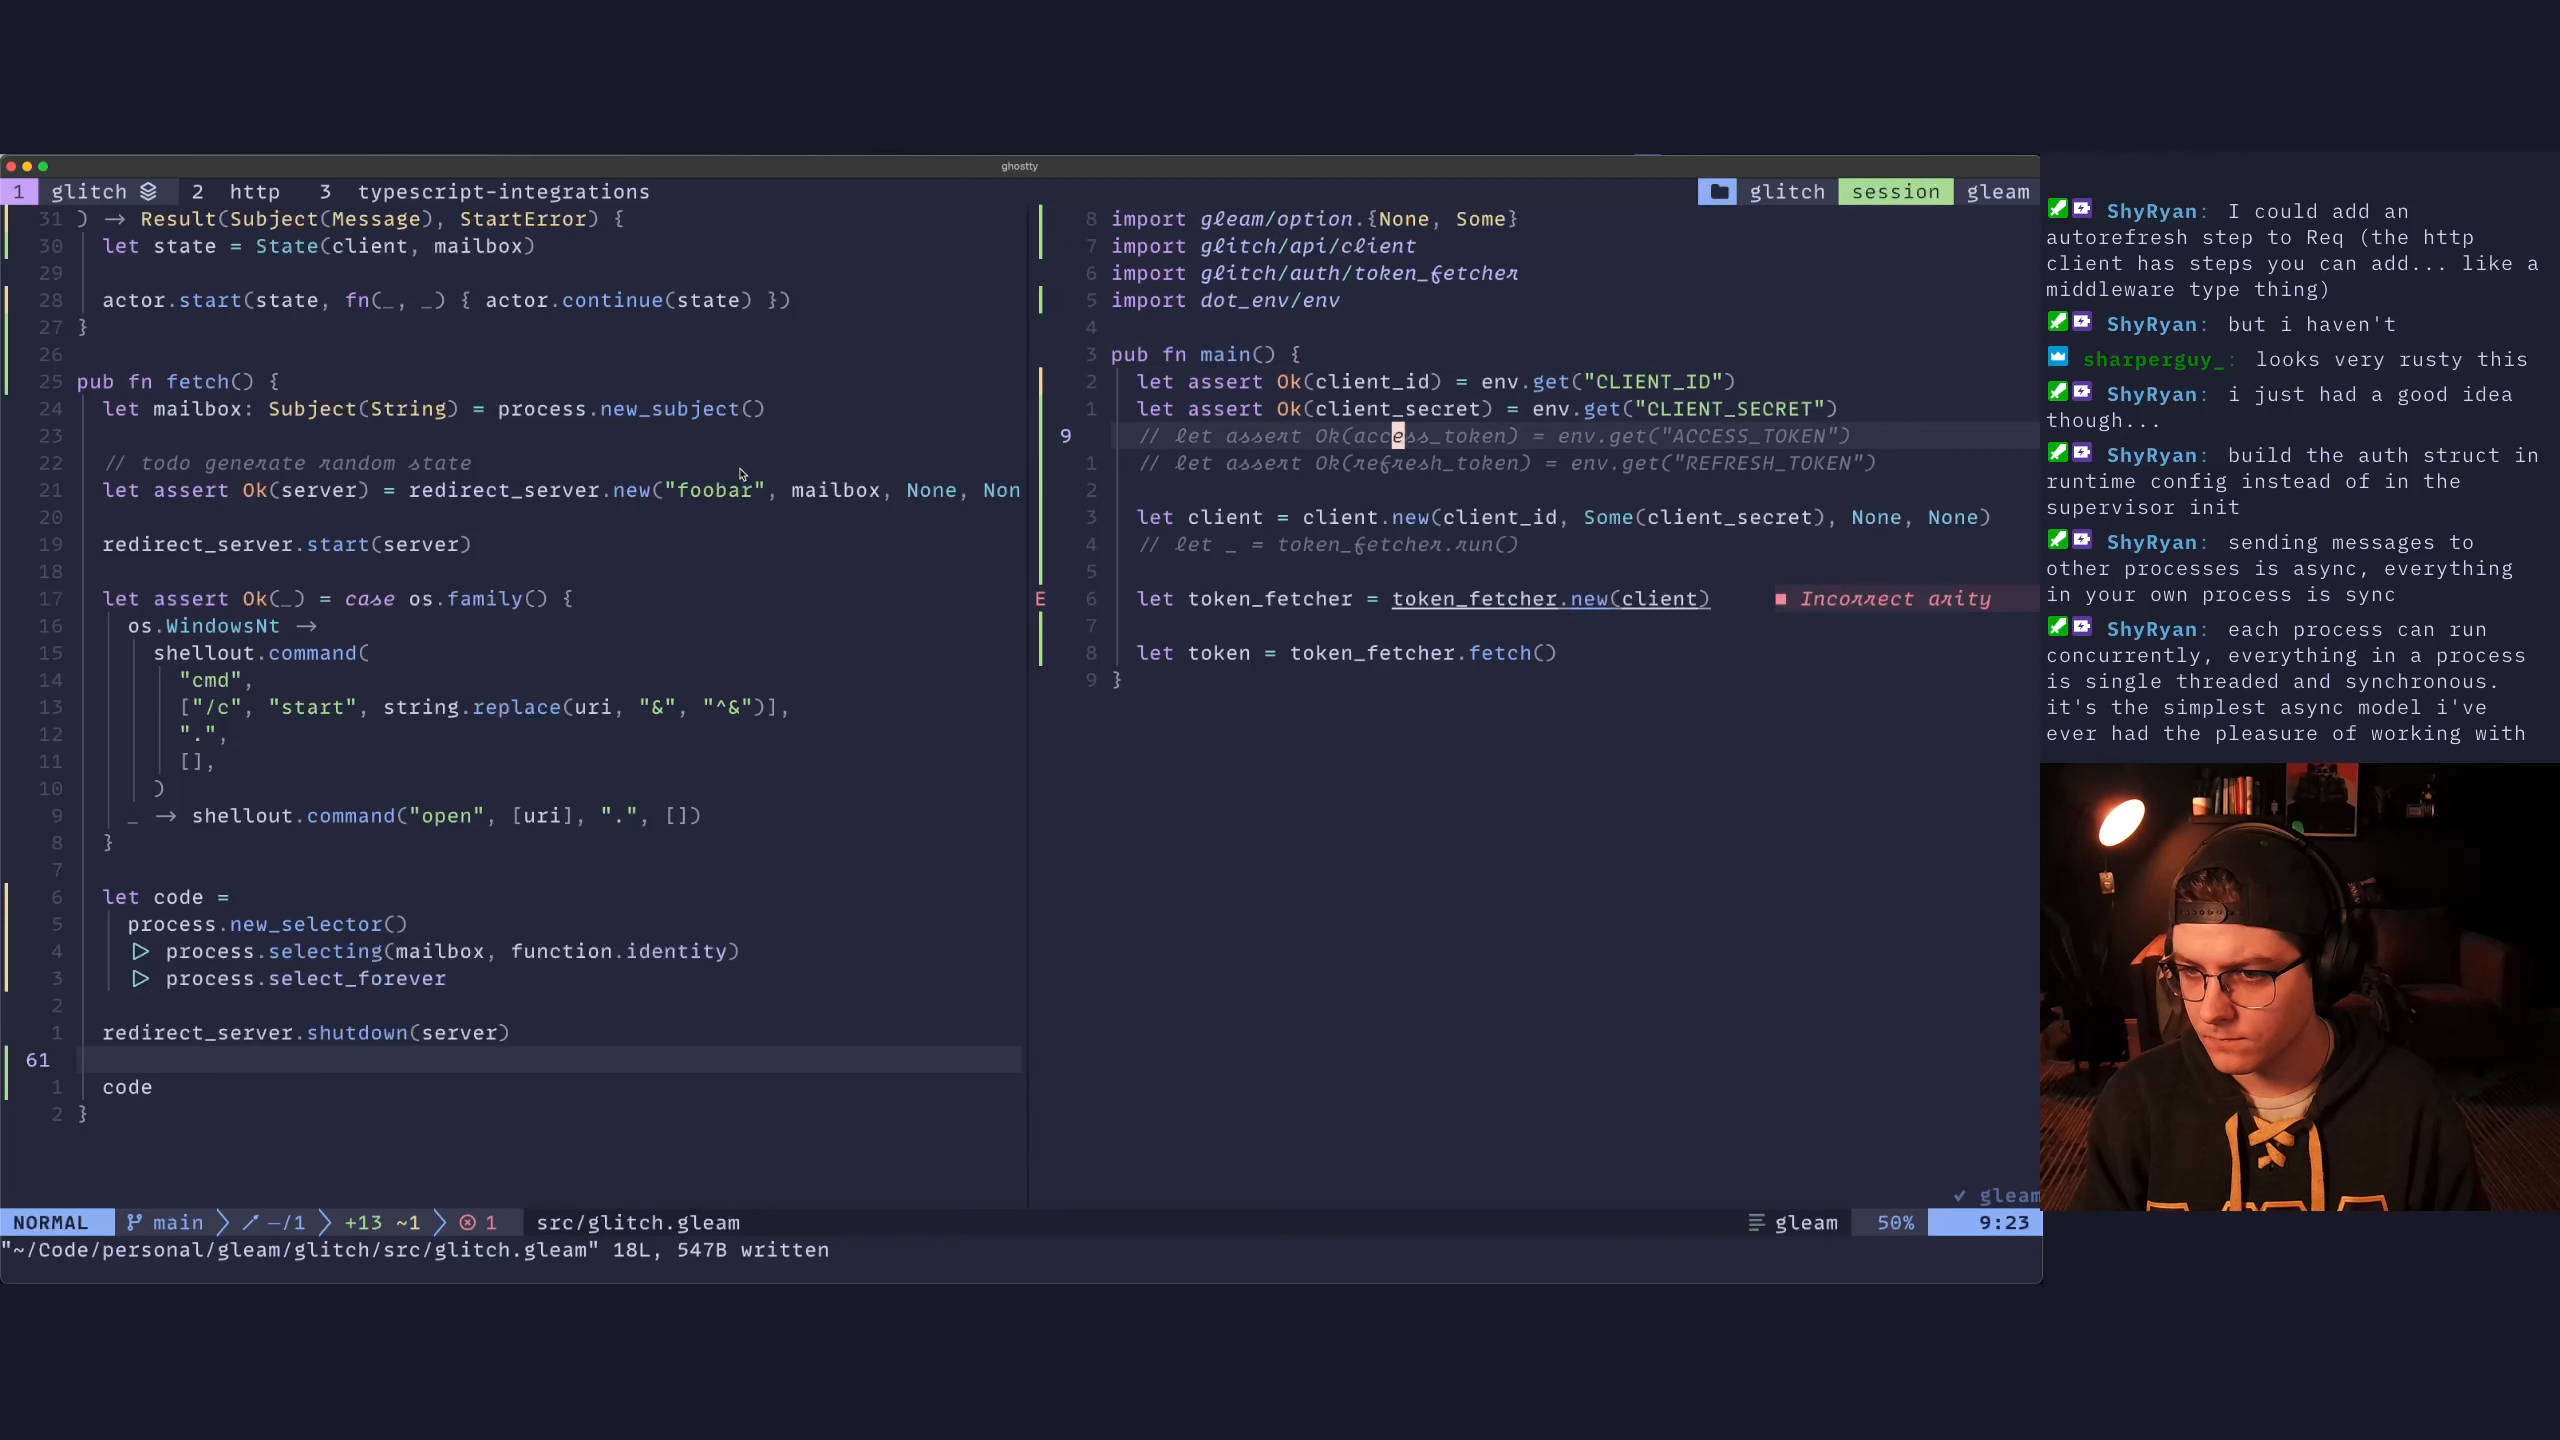 ghostty
1 glitch 2 http 3 typescript-integrations
glitch session gleam
31 ) -> Result(Subject(Message), StartError) {
30 let state = State(client, mailbox)
29
28 actor.start(state, fn(_, _) { actor.continue(state) })
27 }
26
25 pub fn fetch() {
24 let mailbox: Subject(String) = process.new_subject()
23
22 // todo generate random state
21 let assert Ok(server) = redirect_server.new("foobar", mailbox, None, Non
20
19 redirect_server.start(server)
18
17 let assert Ok(_) = case os.family() {
16 os.WindowsNt ->
15 shellout.command(
14 "cmd",
13 ["/c", "start", string.replace(uri, "&", "^&")],
12 ".",
11 [],
10 )
9 _ -> shellout.command("open", [uri], ".", [])
8 }
7
6 let code =
5 process.new_selector()
4 |> process.selecting(mailbox, function.identity)
3 |> process.select_forever
2
1 redirect_server.shutdown(server)
61
1 code
2 }
8 import gleam/option.{None, Some}
7 import glitch/api/client
6 import glitch/auth/token_fetcher
5 import dot_env/env
4
3 pub fn main() {
2 let assert Ok(client_id) = env.get("CLIENT_ID")
1 let assert Ok(client_secret) = env.get("CLIENT_SECRET")
9 // let assert Ok(access_token) = env.get("ACCESS_TOKEN")
1 // let assert Ok(refresh_token) = env.get("REFRESH_TOKEN")
2
3 let client = client.new(client_id, Some(client_secret), None, None)
4 // let _ = token_fetcher.run()
5
E 6 let token_fetcher = token_fetcher.new(client) ■ Incorrect arity
7
8 let token = token_fetcher.fetch()
9 }
✓ gleam
NORMAL main −/1 +13 ~1 1 src/glitch.gleam gleam 50% 9:23
"~/Code/personal/gleam/glitch/src/glitch.gleam" 18L, 547B written
ShyRyan: I could add an
autorefresh step to Req (the http
client has steps you can add... like a
middleware type thing)
ShyRyan: but i haven't
sharperguy_: looks very rusty this
ShyRyan: i just had a good idea
though...
ShyRyan: build the auth struct in
runtime config instead of in the
supervisor init
ShyRyan: sending messages to
other processes is async, everything
in your own process is sync
ShyRyan: each process can run
concurrently, everything in a process
is single threaded and synchronous.
it's the simplest async model i've
ever had the pleasure of working with